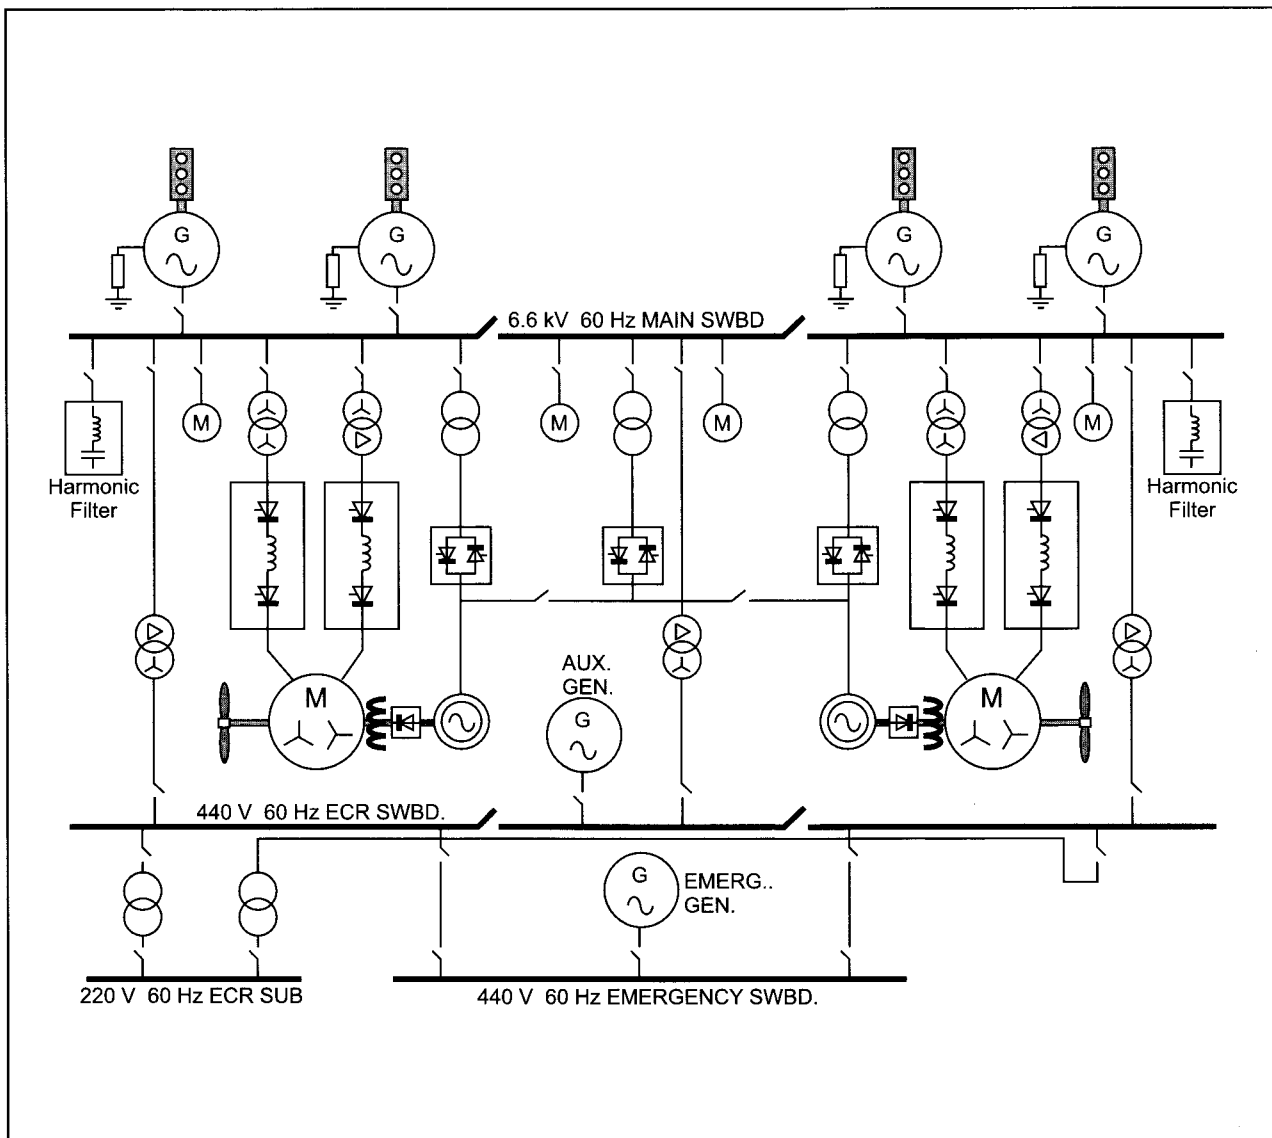 G
G
G
G
6.6 kV 60 Hz MAIN SWBD
M
M
M
M
Harmonic
Filter
Harmonic
Filter
AUX.
GEN.
M
G
M
440 V 60 Hz ECR SWBD.
G
EMERG..
GEN.
220 V 60 Hz ECR SUB
440 V 60 Hz EMERGENCY SWBD.